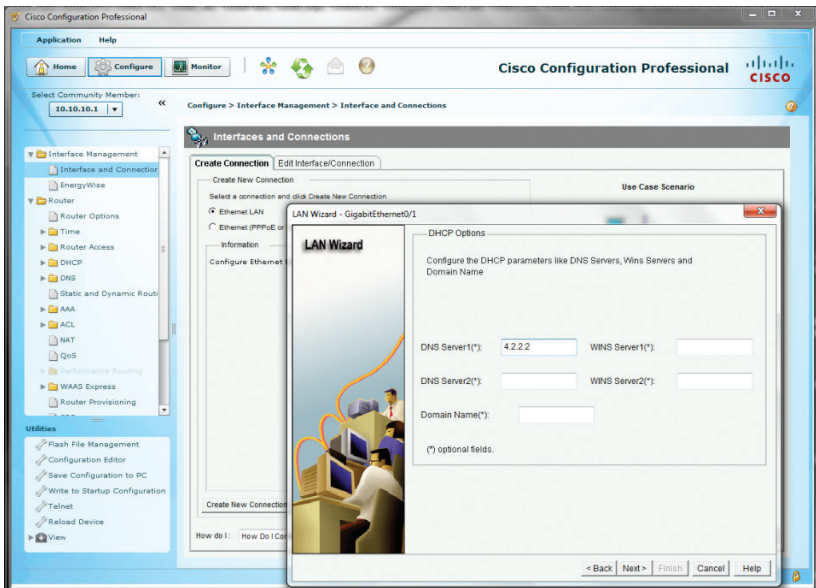 Cisco Configuration Professional
Application Help
Home Configure Monitor
Cisco Configuration Professional
CISCO
Select Community Member:
10.10.10.1
«
Configure > Interface Management > Interface and Connections
Interfaces and Connections
Interface Management
Interface and Connection
EnergyWise
Router
Router Options
Time
Router Access
DHCP
DNS
Static and Dynamic Routi
AAA
ACL
NAT
QoS
Performance Routing
WAAS Express
Router Provisioning
Utilities
Flash File Management
Configuration Editor
Save Configuration to PC
Write to Startup Configuration
Telnet
Reload Device
View
Create Connection Edit Interface/Connection
Create New Connection
Select a connection and click Create New Connection
Ethernet LAN
Ethernet (PPPoE or
Information
Configure Ethernet
Use Case Scenario
Create New Connection
How do I: How Do I Con
LAN Wizard - GigabitEthernet0/1
LAN Wizard
DHCP Options
Configure the DHCP parameters like DNS Servers, Wins Servers and
Domain Name
DNS Server1(*): 4.2.2.2 WINS Server1(*):
DNS Server2(*): WINS Server2(*):
Domain Name(*):
(*) optional fields.
< Back Next > Finish Cancel Help